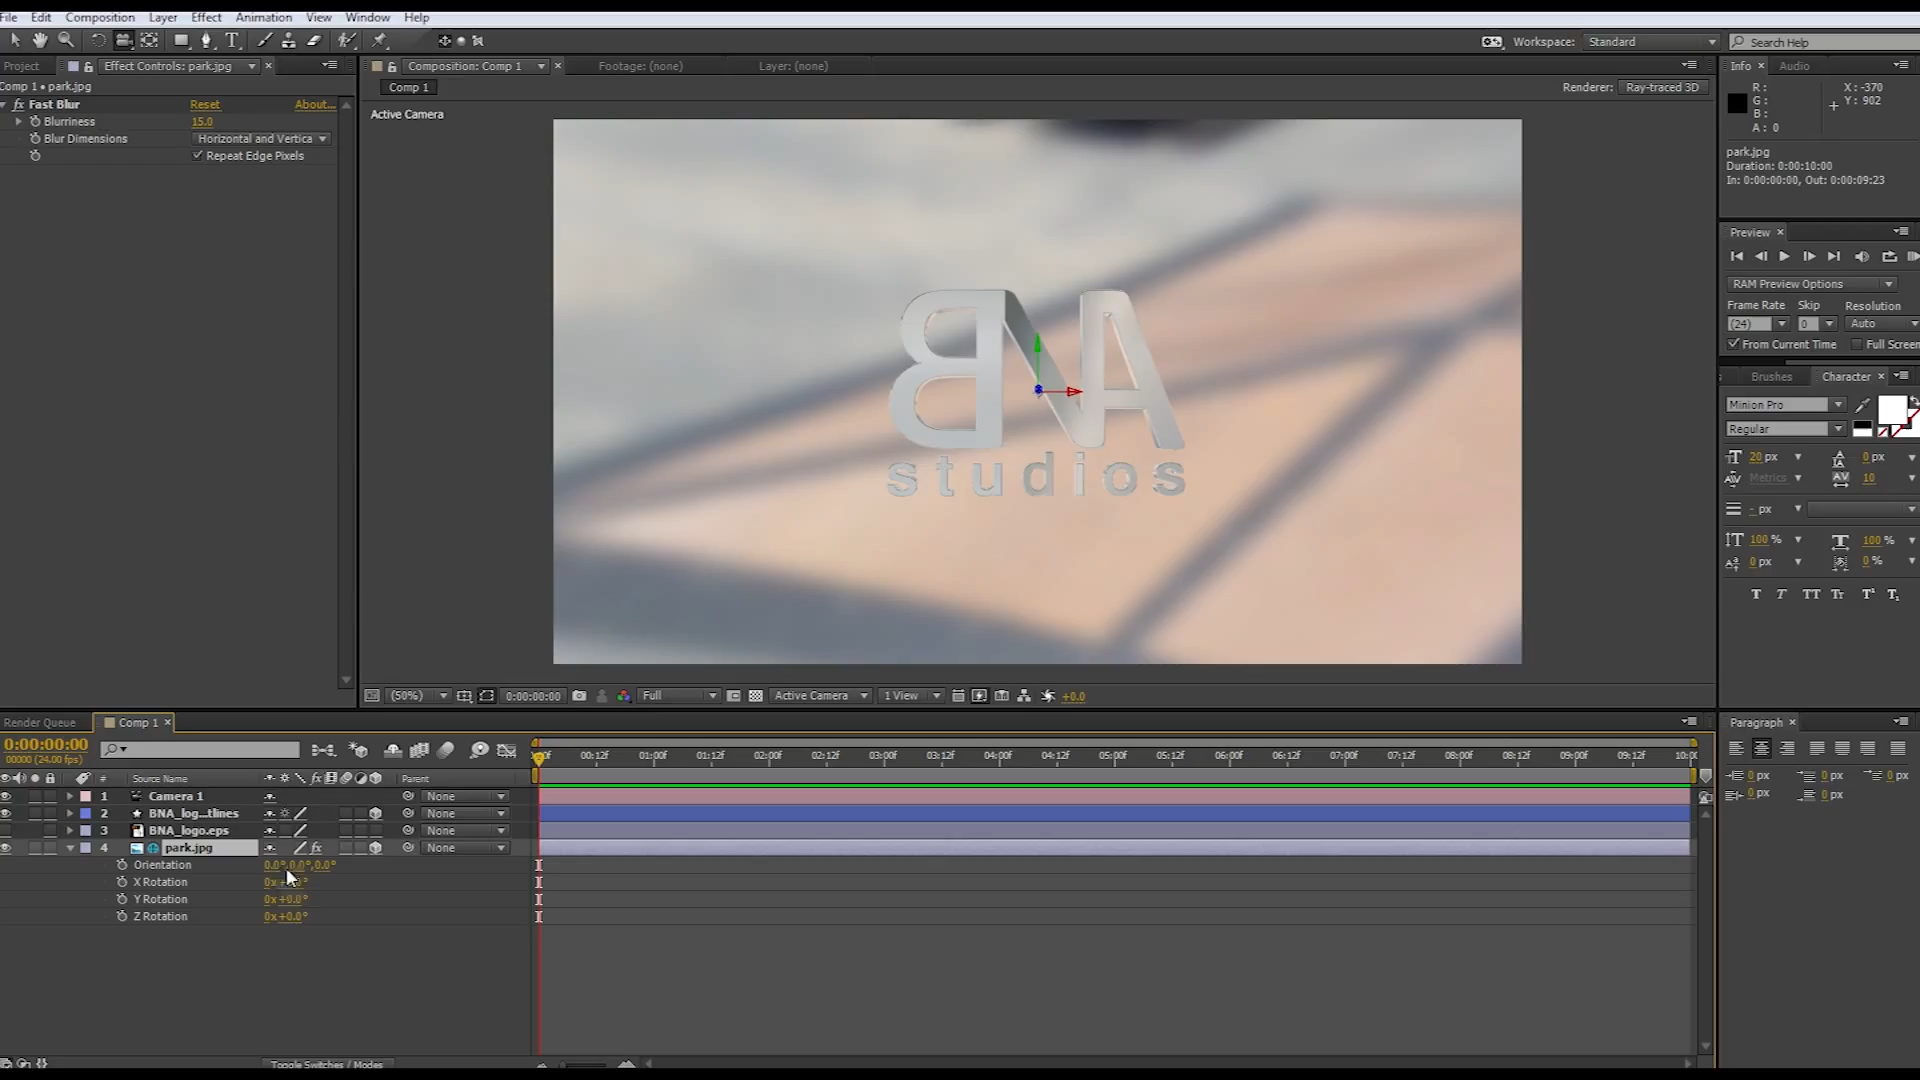 File Edit Composition Layer Effect Animation View Window Help
Workspace: Standard Search Help
Project Effect Controls: park.jpg
Composition: Comp 1 Footage: (none) Layer: (none)
Info Audio
Comp 1 • park.jpg
Comp 1
Renderer: Ray-traced 3D
fx Fast Blur Reset About...
Blurriness 15.0
Blur Dimensions Horizontal and Vertica
Repeat Edge Pixels
Active Camera
R :
G :
B :
A : 0
X : -370
Y : 902
park.jpg
Duration: 0:00:10:00
In: 0:00:00:00, Out: 0:00:09:23
BNA
studios
Preview
RAM Preview Options
Frame Rate Skip Resolution
(24) 0 Auto
From Current Time Full Screen
Brushes Character
Minion Pro
Regular
20 px 0 px
Metrics 10
- px
100 % 100 %
0 px 0 %
T T TT Tr T¹ T₁
(50%) 0:00:00:00 Full Active Camera 1 View +0.0
Render Queue Comp 1
Paragraph
0:00:00:00
00000 (24.00 fps)
00:12f 01:00f 01:12f 02:00f 02:12f 03:00f 03:12f 04:00f 04:12f 05:00f 05:12f 06:00f 06:12f 07:00f 07:12f 08:00f 08:12f 09:00f 09:12f 10:00
# Source Name fx Parent
1 Camera 1 None
2 BNA_log...tlines None
3 BNA_logo.eps None
4 park.jpg fx None
Orientation 0.0°,0.0°,0.0°
X Rotation 0x
Y Rotation 0x +0.0°
Z Rotation 0x +0.0°
0 px 0 px 0 px
0 px 0 px
Toggle Switches / Modes